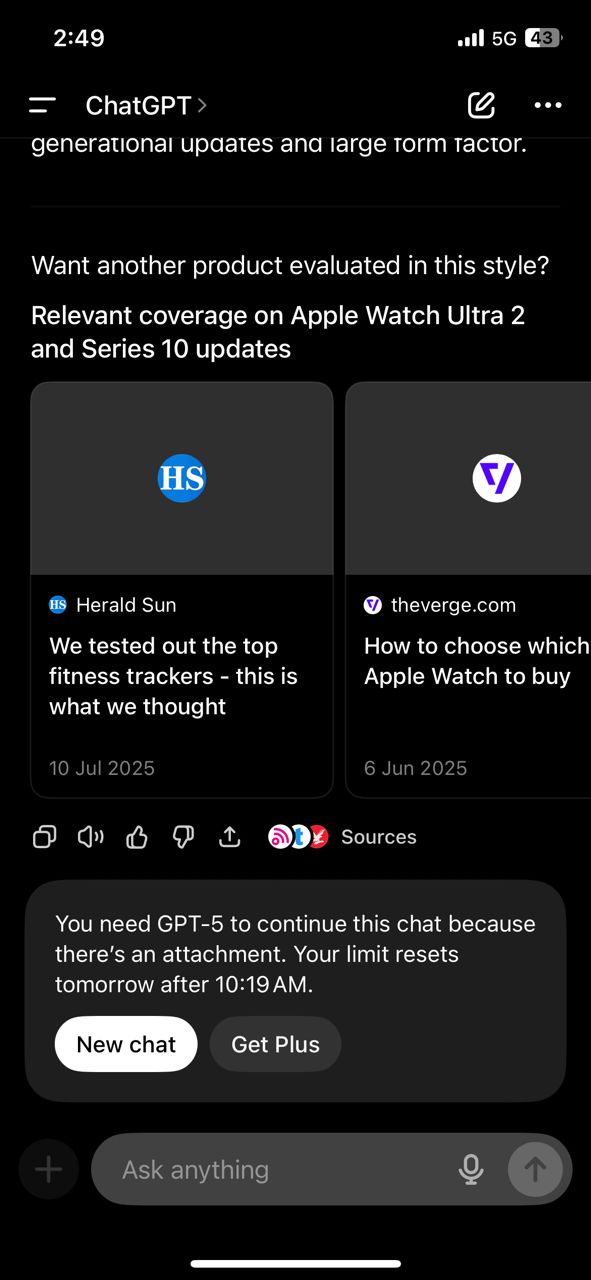 2:49
5G
43
ChatGPT
generational updates and large form factor.
Want another product evaluated in this style?
Relevant coverage on Apple Watch Ultra 2
and Series 10 updates
HS
HS Herald Sun
We tested out the top
fitness trackers - this is
what we thought
10 Jul 2025
theverge.com
How to choose which
Apple Watch to buy
6 Jun 2025
t
Sources
You need GPT-5 to continue this chat because
there's an attachment. Your limit resets
tomorrow after 10:19 AM.
New chat
Get Plus
Ask anything